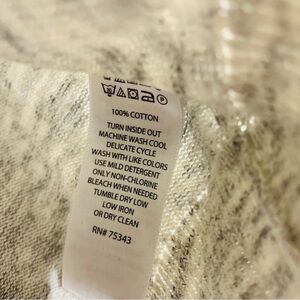 100% COTTON
TURN INSIDE OUT
MACHINE WASH COOL
DELICATE CYCLE
WASH WITH LIKE COLORS
USE MILD DETERGENT
ONLY NON-CHLORINE
BLEACH WHEN NEEDED
TUMBLE DRY LOW
LOW IRON
OR DRY CLEAN
RN# 75343